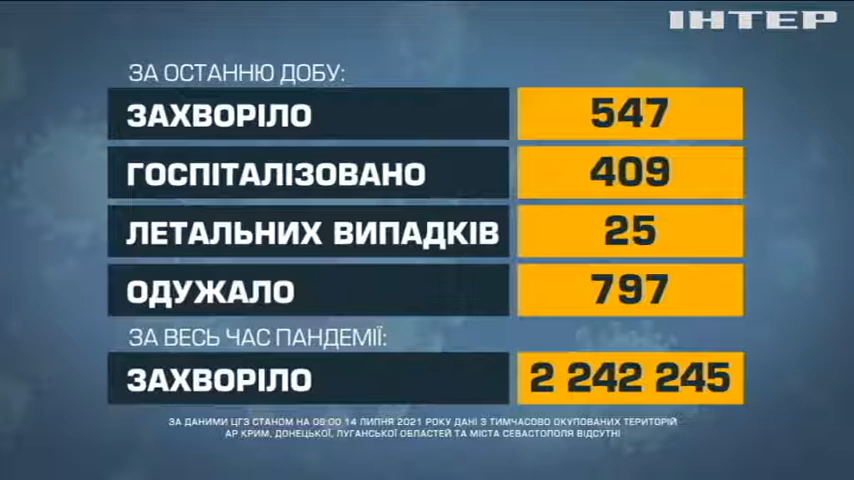 ІНТЕР
ЗА ОСТАННЮ ДОБУ:
ЗАХВОРІЛО 547
ГОСПІТАЛІЗОВАНО 409
ЛЕТАЛЬНИХ ВИПАДКІВ 25
ОДУЖАЛО 797
ЗА ВЕСЬ ЧАС ПАНДЕМІЇ:
ЗАХВОРІЛО 2 242 245
ЗА ДАНИМИ ЦГЗ СТАНОМ НА 06:00 14 ЛИПНЯ 2021 РОКУ ДАНІ З ТИМЧАСОВО ОКУПОВАНИХ ТЕРИТОРІЙ
АР КРИМ, ДОНЕЦЬКОЇ, ЛУГАНСЬКОЇ ОБЛАСТЕЙ ТА МІСТА СЕВАСТОПОЛЯ ВІДСУТНІ